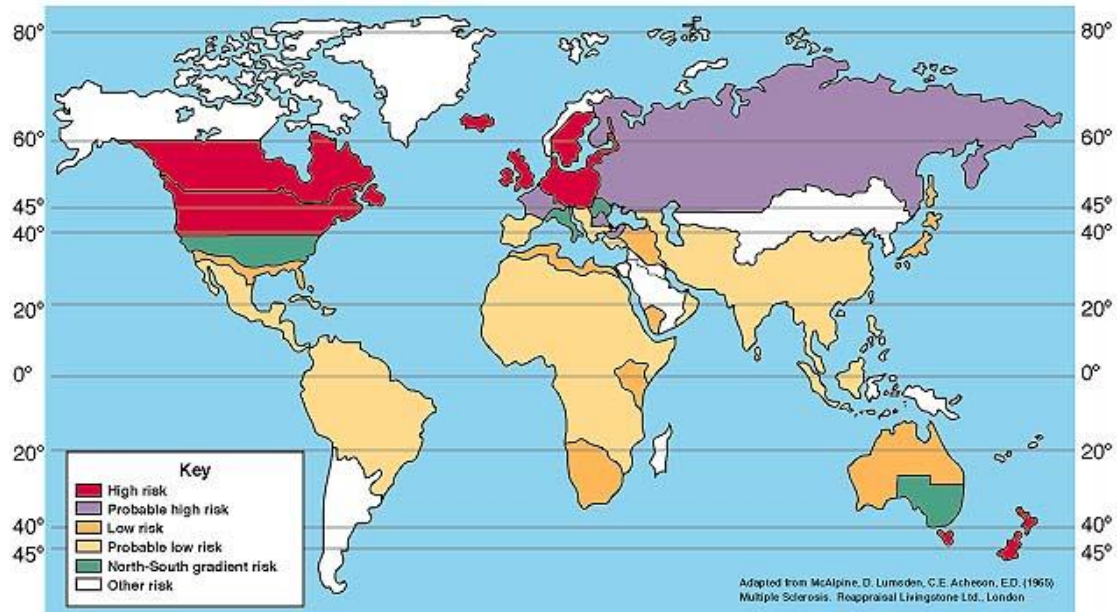 80°
60°
45°
40°
20°
0°
20°
40°
45°
80°
60°
45°
40°
20°
0°
20°
40°
45°
Key
High risk
Probable high risk
Low risk
Probable low risk
North-South gradient risk
Other risk
Adapted from McAlpine, D. Lumsden, C.E. Acheson, E.D. (1965)
Multiple Sclerosis. Reappraisal Livingstone Ltd., London